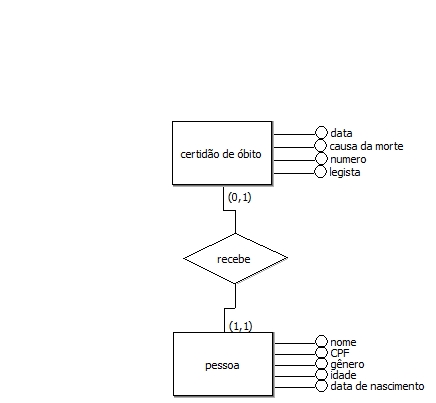 data
causa da morte
certidão de óbito
numero
legista
(0,1)
recebe
(1,1)
nome
CPF
pessoa
gênero
idade
data de nascimento